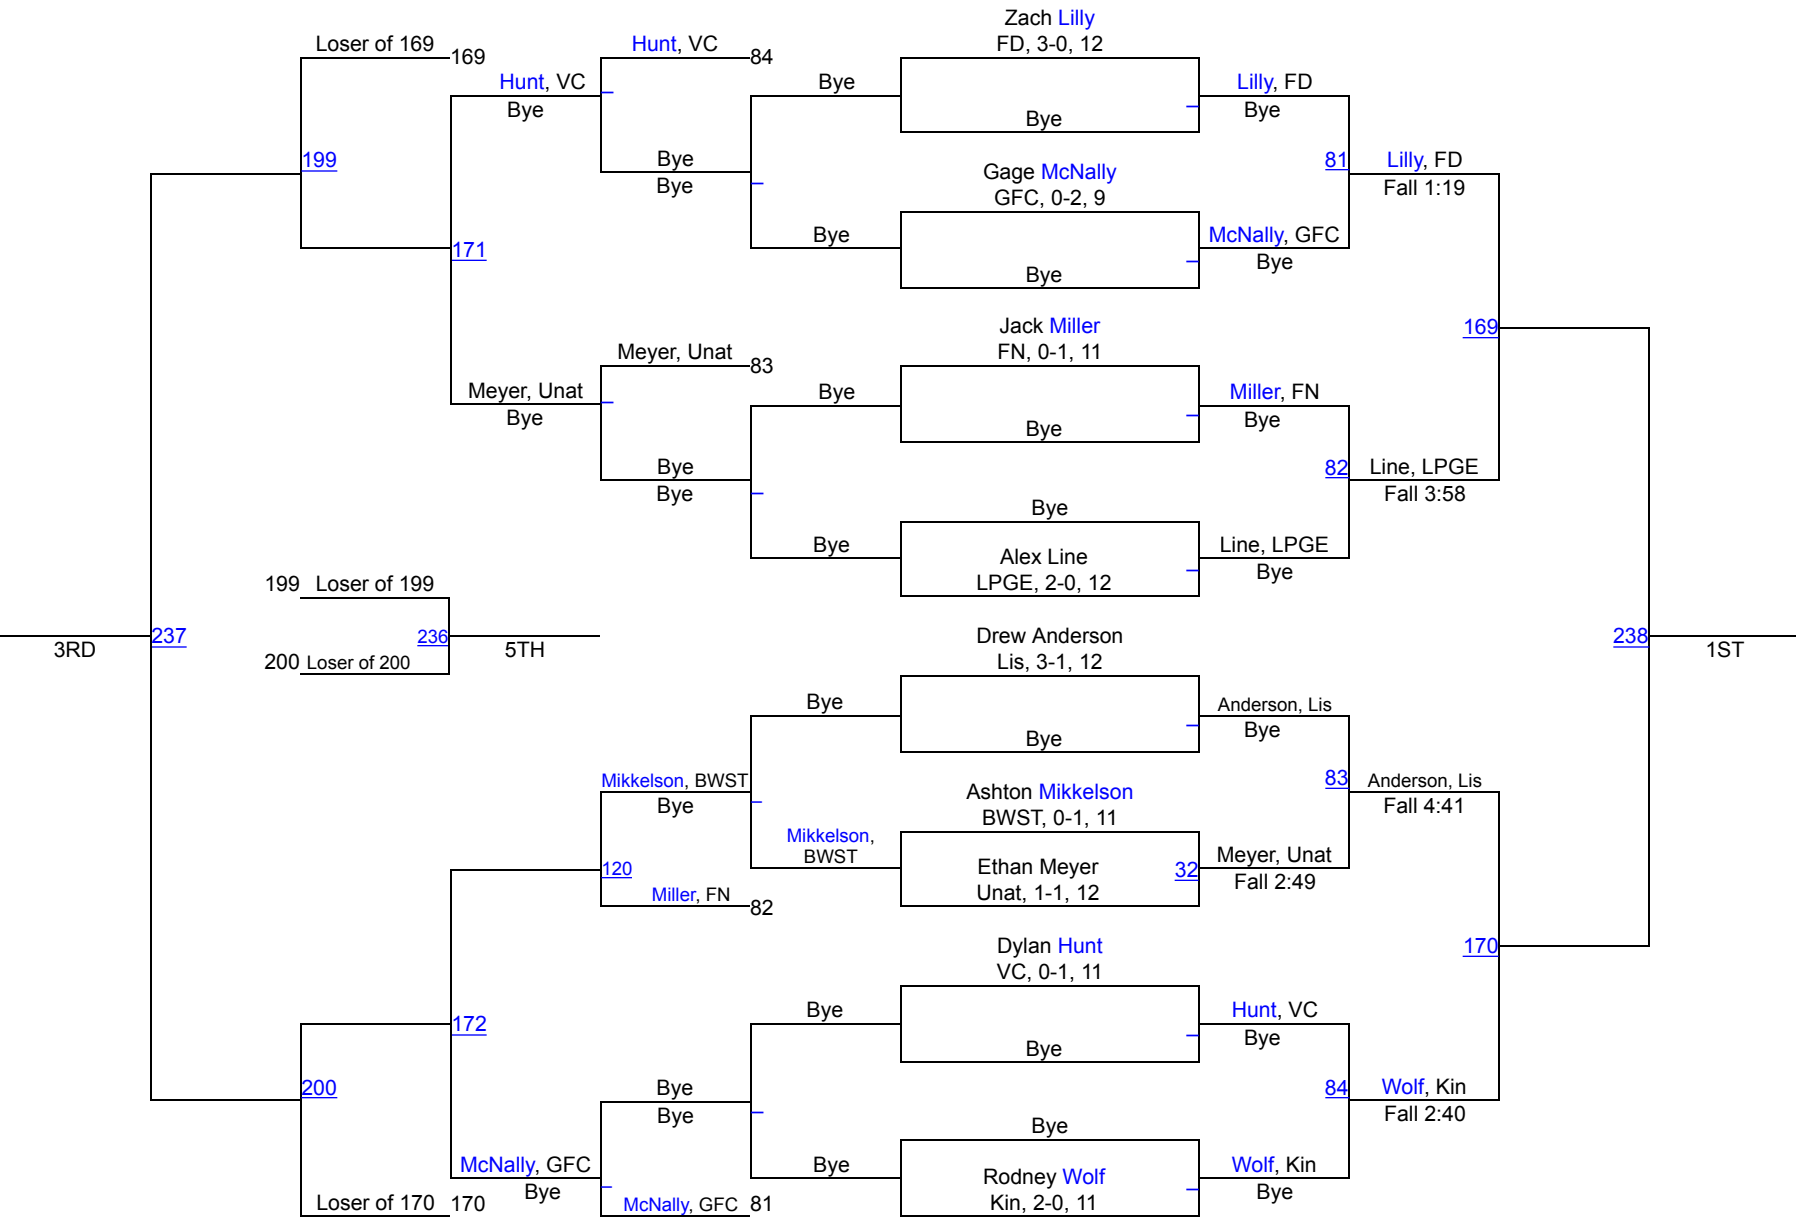 Zach Lilly
FD, 3-0, 12
Loser of 169
169
Hunt, VC
84
Hunt, VC
Bye
Bye
Lilly, FD
Bye
Bye
199
Bye
Bye
81
Lilly, FD
Fall 1:19
Gage McNally
GFC, 0-2, 9
171
Bye
McNally, GFC
Bye
Bye
Jack Miller
FN, 0-1, 11
169
Meyer, Unat
83
Meyer, Unat
Bye
Bye
Miller, FN
Bye
Bye
Bye
Bye
82
Line, LPGE
Fall 3:58
Bye
Bye
Alex Line
LPGE, 2-0, 12
Line, LPGE
Bye
199
Loser of 199
237
3RD
236
5TH
200
Loser of 200
238
1ST
Drew Anderson
Lis, 3-1, 12
Bye
Anderson, Lis
Bye
Bye
Mikkelson, BWST
Bye
83
Anderson, Lis
Fall 4:41
Ashton Mikkelson
BWST, 0-1, 11
Mikkelson,
BWST
120
Ethan Meyer
Unat, 1-1, 12
32
Meyer, Unat
Fall 2:49
Miller, FN
82
Dylan Hunt
VC, 0-1, 11
170
172
Bye
Hunt, VC
Bye
Bye
200
Bye
Bye
84
Wolf, Kin
Fall 2:40
Bye
McNally, GFC
Bye
Bye
Rodney Wolf
Kin, 2-0, 11
Wolf, Kin
Bye
Loser of 170
170
McNally, GFC
81